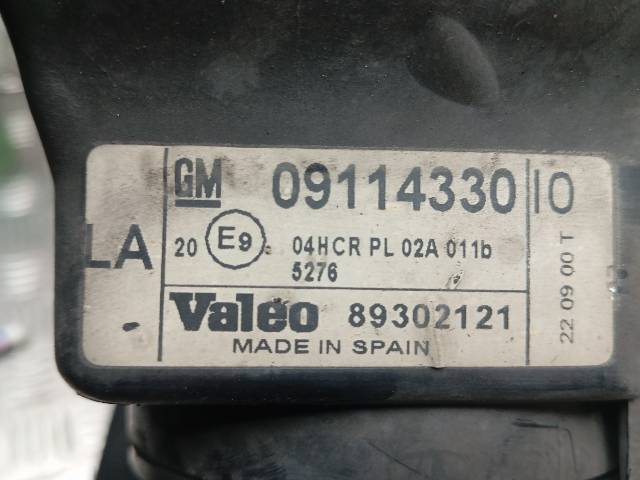 GM 09114330 IO
LA 20 E9 04HCR PL 02A 011b
5276
Valeo 89302121
MADE IN SPAIN
22 09 00 T